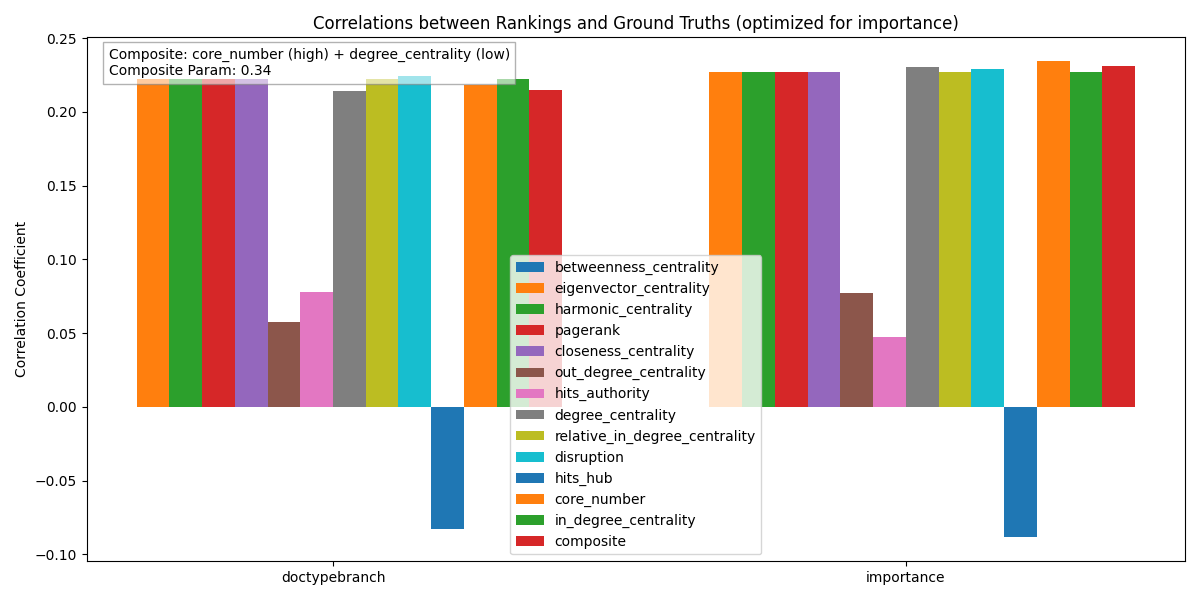 Correlations between Rankings and Ground Truths (optimized for importance)
Composite: core_number (high) + degree_centrality (low)
Composite Param: 0.34
0.25
0.20
0.15
0.10
0.05
0.00
−0.05
−0.10
Correlation Coefficient
betweenness_centrality
eigenvector_centrality
harmonic_centrality
pagerank
closeness_centrality
out_degree_centrality
hits_authority
degree_centrality
relative_in_degree_centrality
disruption
hits_hub
core_number
in_degree_centrality
composite
doctypebranch
importance